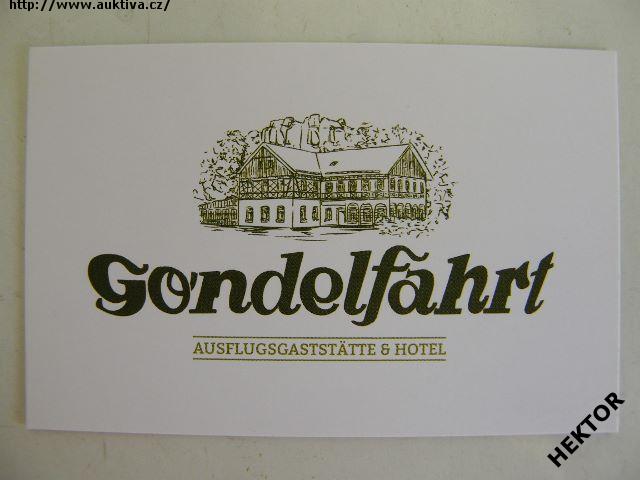 http://www.auktiva.cz/
Gondelfahrt
AUSFLUGSGASTSTÄTTE & HOTEL
HEKTOR